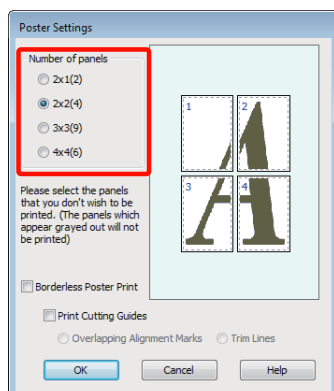 Poster Settings
Number of panels
2x1(2)
2x2(4)
3x3(9)
4x4(6)
1
2
3
4
Please select the panels
that you don't wish to be
printed. (The panels which
appear grayed out will not
be printed)
Borderless Poster Print
Print Cutting Guides
Overlapping Alignment Marks
Trim Lines
OK
Cancel
Help